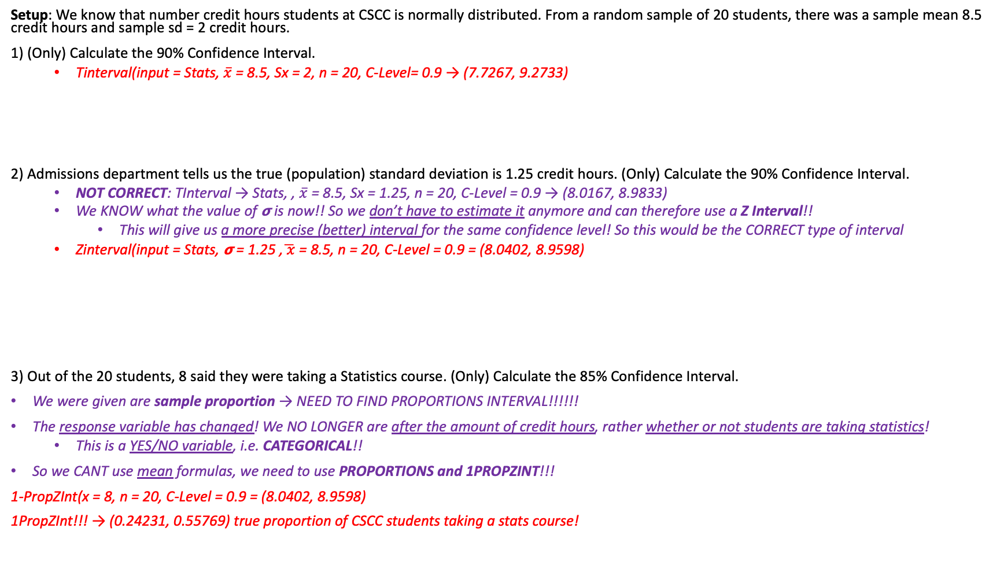 Setup: We know that number credit hours students at CSCC is normally distributed. From a random sample of 20 students, there was a sample mean 8.5
credit hours and sample sd = 2 credit hours.
1) (Only) Calculate the 90% Confidence Interval.
• Tinterval(input = Stats, x̄ = 8.5, Sx = 2, n = 20, C-Level= 0.9 → (7.7267, 9.2733)
2) Admissions department tells us the true (population) standard deviation is 1.25 credit hours. (Only) Calculate the 90% Confidence Interval.
• NOT CORRECT: TInterval → Stats, , x̄ = 8.5, Sx = 1.25, n = 20, C-Level = 0.9 → (8.0167, 8.9833)
• We KNOW what the value of σ is now!! So we don't have to estimate it anymore and can therefore use a Z Interval!!
• This will give us a more precise (better) interval for the same confidence level! So this would be the CORRECT type of interval
• Zinterval(input = Stats, σ = 1.25 , x̄ = 8.5, n = 20, C-Level = 0.9 = (8.0402, 8.9598)
3) Out of the 20 students, 8 said they were taking a Statistics course. (Only) Calculate the 85% Confidence Interval.
• We were given are sample proportion → NEED TO FIND PROPORTIONS INTERVAL!!!!!!
• The response variable has changed! We NO LONGER are after the amount of credit hours, rather whether or not students are taking statistics!
• This is a YES/NO variable, i.e. CATEGORICAL!!
• So we CANT use mean formulas, we need to use PROPORTIONS and 1PROPZINT!!!
1-PropZInt(x = 8, n = 20, C-Level = 0.9 = (8.0402, 8.9598)
1PropZInt!!! → (0.24231, 0.55769) true proportion of CSCC students taking a stats course!